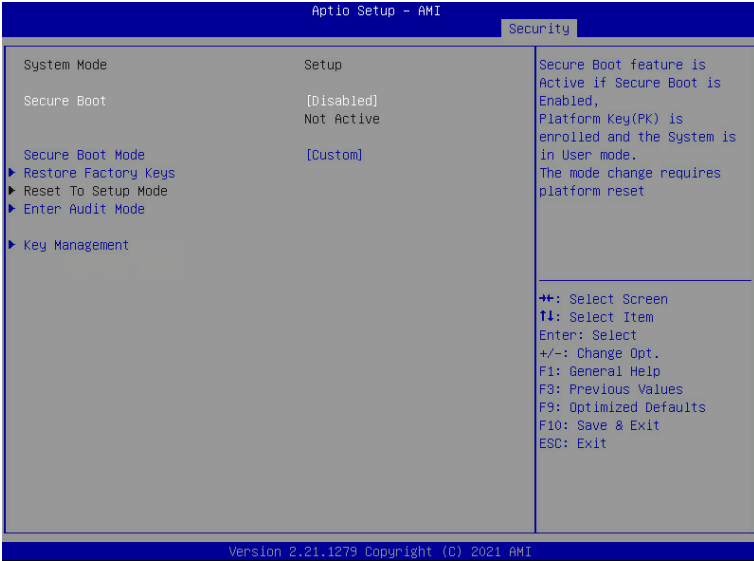 Aptio Setup – AMI
Security
System Mode Setup
Secure Boot [Disabled]
Not Active
Secure Boot Mode [Custom]
Restore Factory Keys
Reset To Setup Mode
Enter Audit Mode
Key Management
Secure Boot feature is
Active if Secure Boot is
Enabled,
Platform Key(PK) is
enrolled and the System is
in User mode.
The mode change requires
platform reset
→←: Select Screen
↑↓: Select Item
Enter: Select
+/-: Change Opt.
F1: General Help
F3: Previous Values
F9: Optimized Defaults
F10: Save & Exit
ESC: Exit
Version 2.21.1279 Copyright (C) 2021 AMI